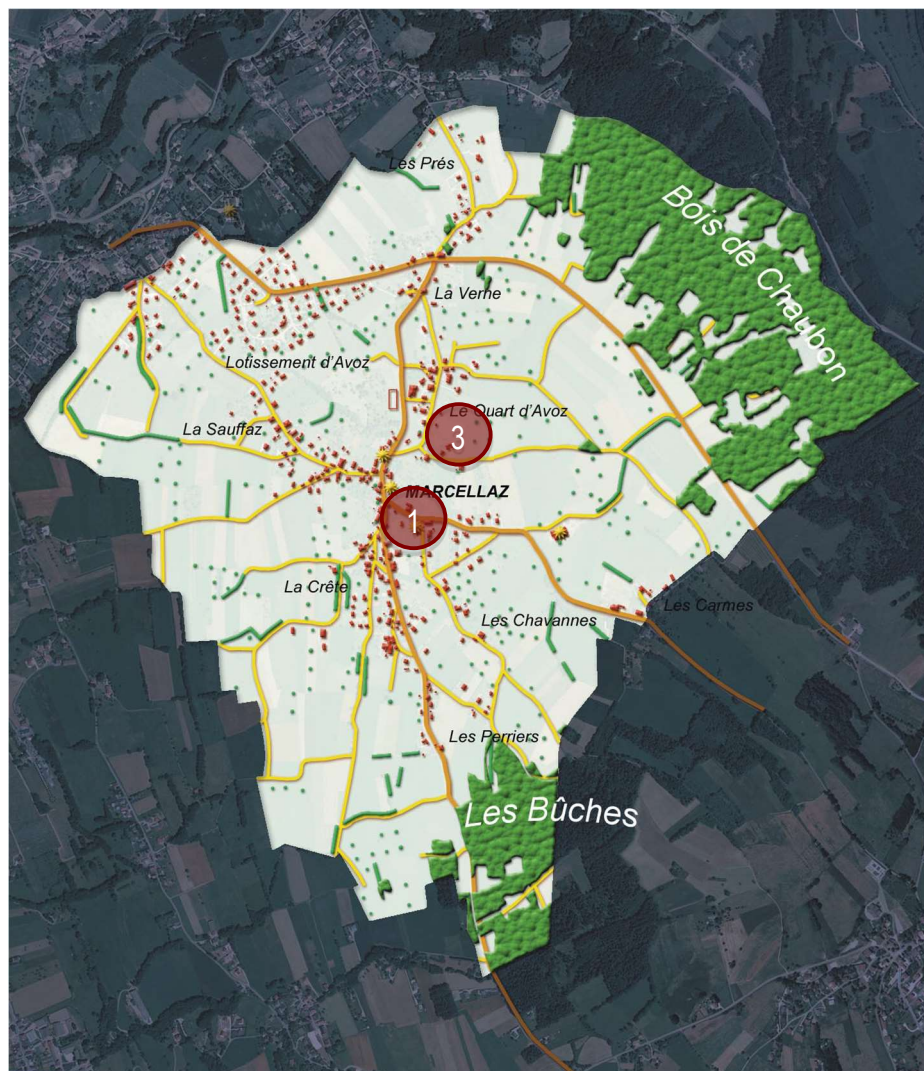 Les Prés
Bois de Chaubon
La Verne
Lotissement d'Avoz
Le Quart d'Avoz
La Sauffaz
3
MARCELLAZ
1
La Crête
Les Carmes
Les Chavannes
Les Perriers
Les Bûches